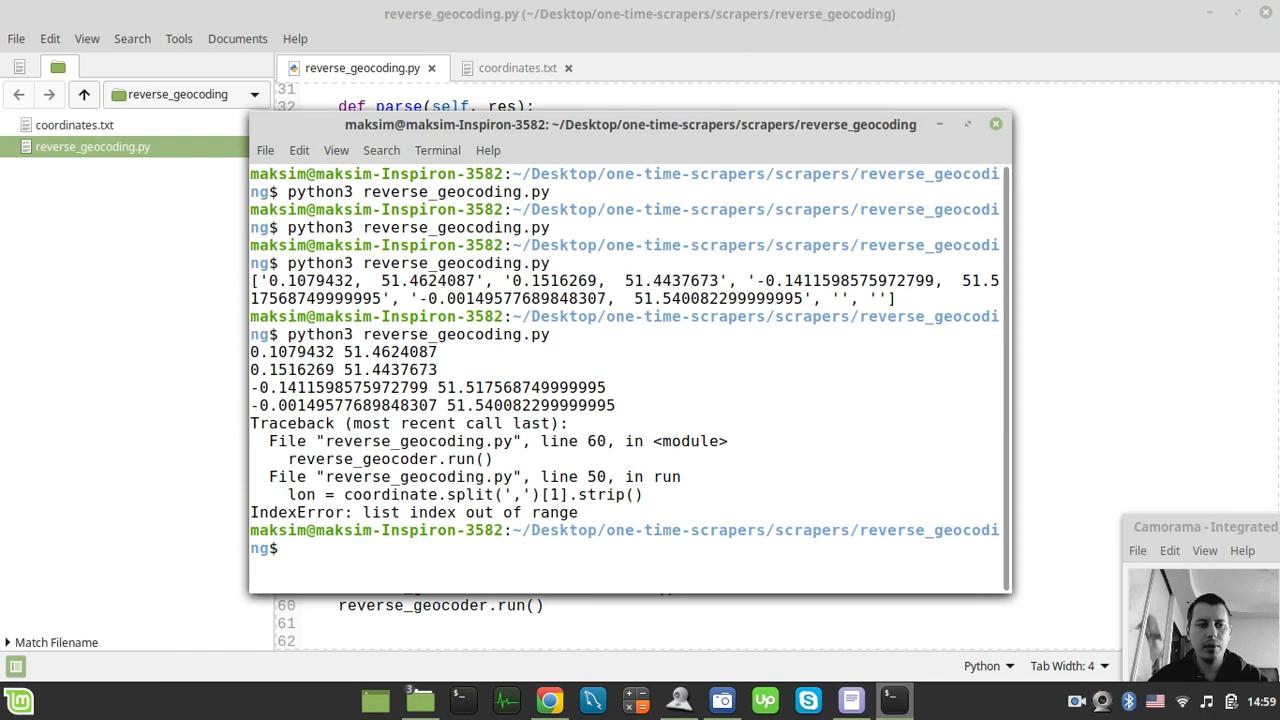 reverse_geocoding.py (~/Desktop/one-time-scrapers/scrapers/reverse_geocoding)
File Edit View Search Tools Documents Help
reverse_geocoding.py
coordinates.txt
reverse_geocoding
31
32 def parse(self, res):
coordinates.txt
reverse_geocoding.py
maksim@maksim-Inspiron-3582: ~/Desktop/one-time-scrapers/scrapers/reverse_geocoding
File Edit View Search Terminal Help
maksim@maksim-Inspiron-3582:~/Desktop/one-time-scrapers/scrapers/reverse_geocodi
ng$ python3 reverse_geocoding.py
maksim@maksim-Inspiron-3582:~/Desktop/one-time-scrapers/scrapers/reverse_geocodi
ng$ python3 reverse_geocoding.py
maksim@maksim-Inspiron-3582:~/Desktop/one-time-scrapers/scrapers/reverse_geocodi
ng$ python3 reverse_geocoding.py
['0.1079432,  51.4624087', '0.1516269,  51.4437673', '-0.1411598575972799,  51.5
17568749999995', '-0.00149577689848307,  51.540082299999995', '', '']
maksim@maksim-Inspiron-3582:~/Desktop/one-time-scrapers/scrapers/reverse_geocodi
ng$ python3 reverse_geocoding.py
0.1079432 51.4624087
0.1516269 51.4437673
-0.1411598575972799 51.517568749999995
-0.00149577689848307 51.540082299999995
Traceback (most recent call last):
  File "reverse_geocoding.py", line 60, in <module>
    reverse_geocoder.run()
  File "reverse_geocoding.py", line 50, in run
    lon = coordinate.split(',')[1].strip()
IndexError: list index out of range
maksim@maksim-Inspiron-3582:~/Desktop/one-time-scrapers/scrapers/reverse_geocodi
ng$
Camorama - Integrated
File Edit View Help
60 reverse_geocoder.run()
61
62
Match Filename
Python
Tab Width: 4
3
Up
14:59